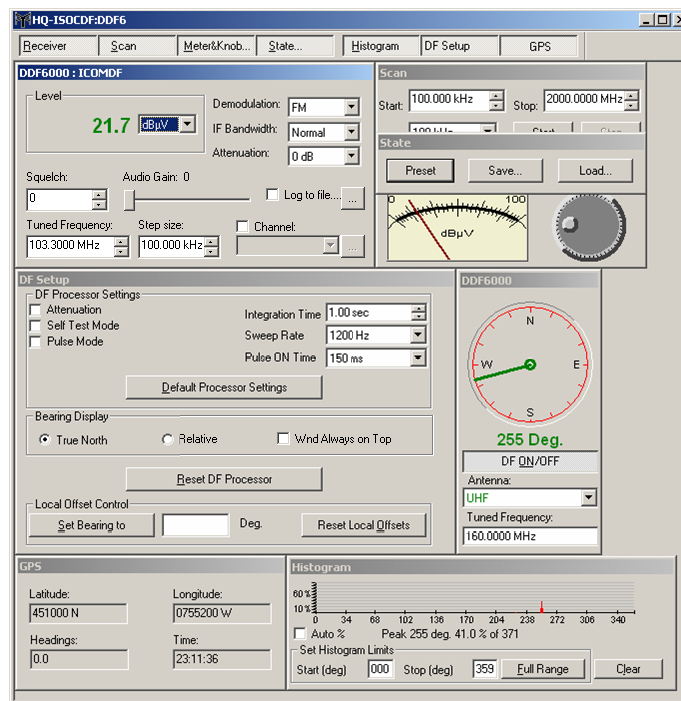 HQ-ISOCDF:DDF6
Receiver Scan Meter&Knob... State... Histogram DF Setup GPS
DDF6000 : ICOMDF
Level
21.7 dBµV
Demodulation: FM
IF Bandwidth: Normal
Attenuation: 0 dB
Squelch: Audio Gain: 0
0 Log to file.... ...
Tuned Frequency: Step size: Channel:
103.3000 MHz 100.000 kHz ...
Scan
Start: 100.000 kHz Stop: 2000.0000 MHz
State
Preset Save... Load...
0 100
dBµV
DF Setup
DF Processor Settings
Attenuation
Self Test Mode
Pulse Mode
Integration Time 1.00 sec
Sweep Rate 1200 Hz
Pulse ON Time 150 ms
Default Processor Settings
Bearing Display
True North Relative Wnd Always on Top
Reset DF Processor
Local Offset Control
Set Bearing to Deg. Reset Local Offsets
DDF6000
N
W E
S
255 Deg.
DF ON/OFF
Antenna:
UHF
Tuned Frequency:
160.0000 MHz
GPS
Latitude: Longitude:
451000 N 0755200 W
Headings: Time:
0.0 23:11:36
Histogram
60 %
10 %
0 34 68 102 136 170 204 238 272 306 340
Auto % Peak 255 deg. 41.0 % of 371
Set Histogram Limits
Start (deg) 000 Stop (deg) 359 Full Range Clear